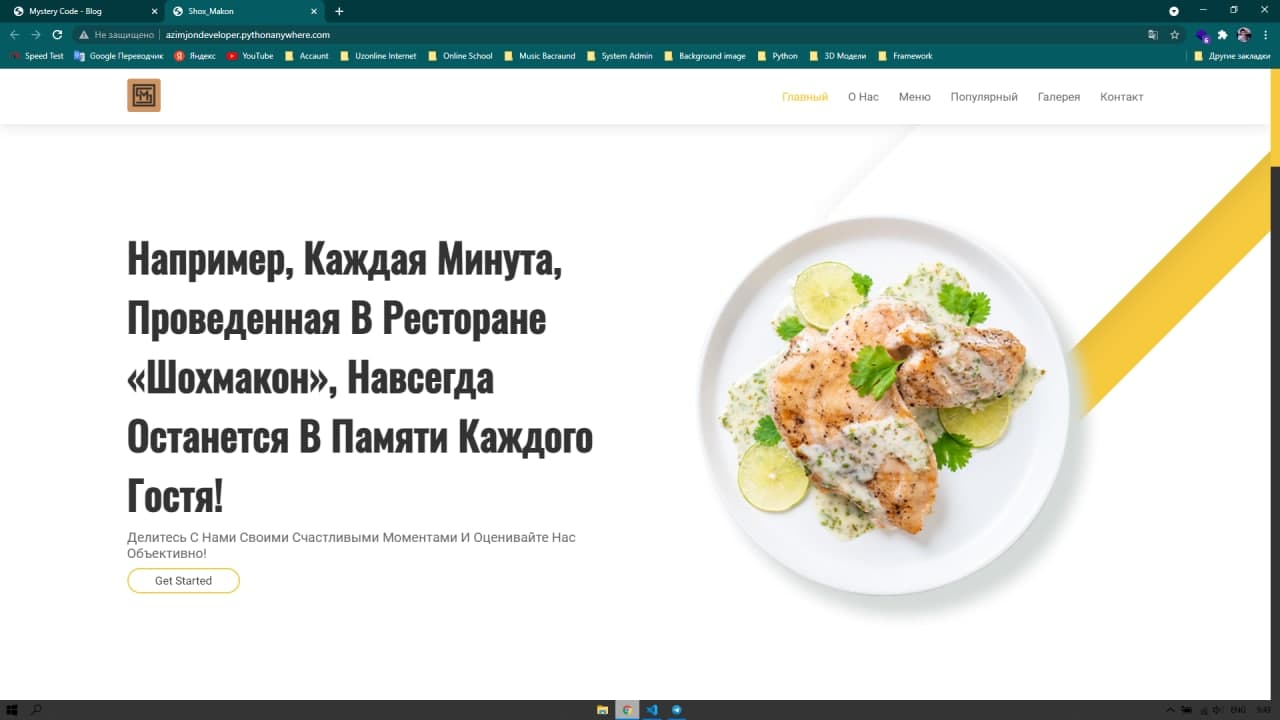 Mystery Code - Blog
Shox_Makon
Не защищено
azimjondeveloper.pythonanywhere.com
Speed Test
Google Переводчик
Яндекс
YouTube
Accaunt
Uzonline Internet
Online School
Music Bacraund
System Admin
Background image
Python
3D Модели
Framework
Другие закладки
Главный
О Нас
Меню
Популярный
Галерея
Контакт
Например, Каждая Минута,
Проведенная В Ресторане
«Шохмакон», Навсегда
Останется В Памяти Каждого
Гостя!
Делитесь С Нами Своими Счастливыми Моментами И Оценивайте Нас
Объективно!
Get Started
ENG